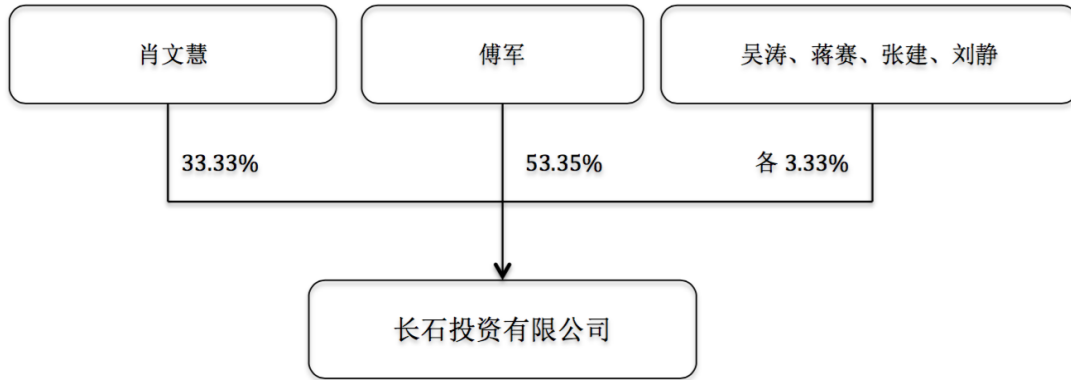 肖文慧
傅军
吴涛、蒋赛、张建、刘静
33.33%
53.35%
各 3.33%
长石投资有限公司